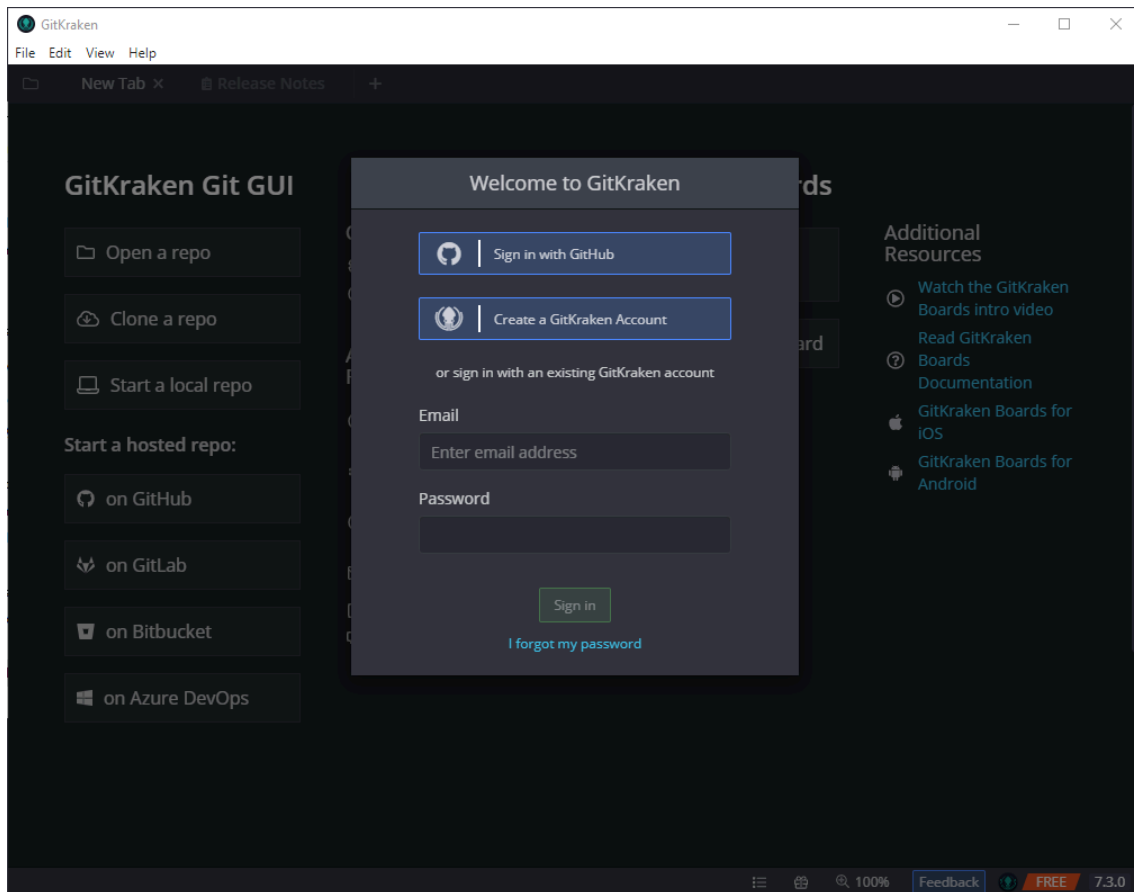 GitKraken
File Edit View Help
New Tab
Release Notes
Welcome to GitKraken
Sign in with GitHub
Create a GitKraken Account
or sign in with an existing GitKraken account
Email
Enter email address
Password
Sign in
I forgot my password
GitKraken Git GUI
Open a repo
Clone a repo
Start a local repo
Start a hosted repo:
on GitHub
on GitLab
on Bitbucket
on Azure DevOps
Additional
Resources
Watch the GitKraken
Boards intro video
Read GitKraken
Boards
Documentation
GitKraken Boards for
iOS
GitKraken Boards for
Android
100% Feedback FREE 7.3.0